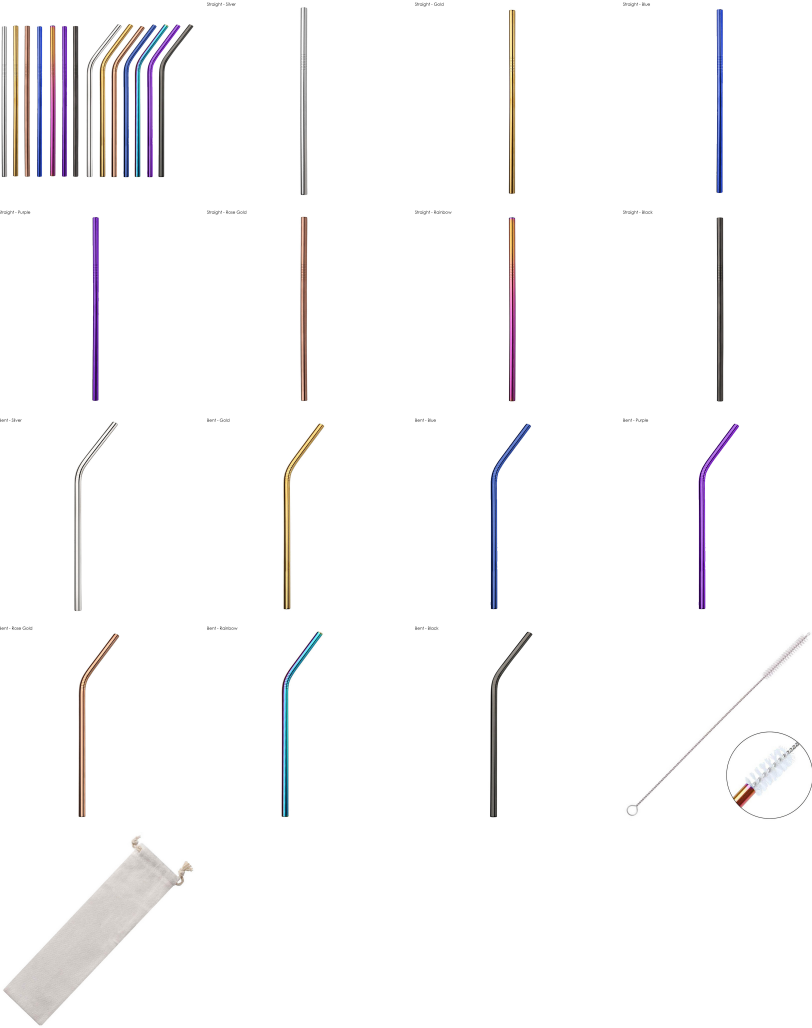 Straight - Silver
Straight - Gold
Straight - Blue
Straight - Purple
Straight - Rose Gold
Straight - Rainbow
Straight - Black
Bent - Silver
Bent - Gold
Bent - Blue
Bent - Purple
Bent - Rose Gold
Bent - Rainbow
Bent - Black